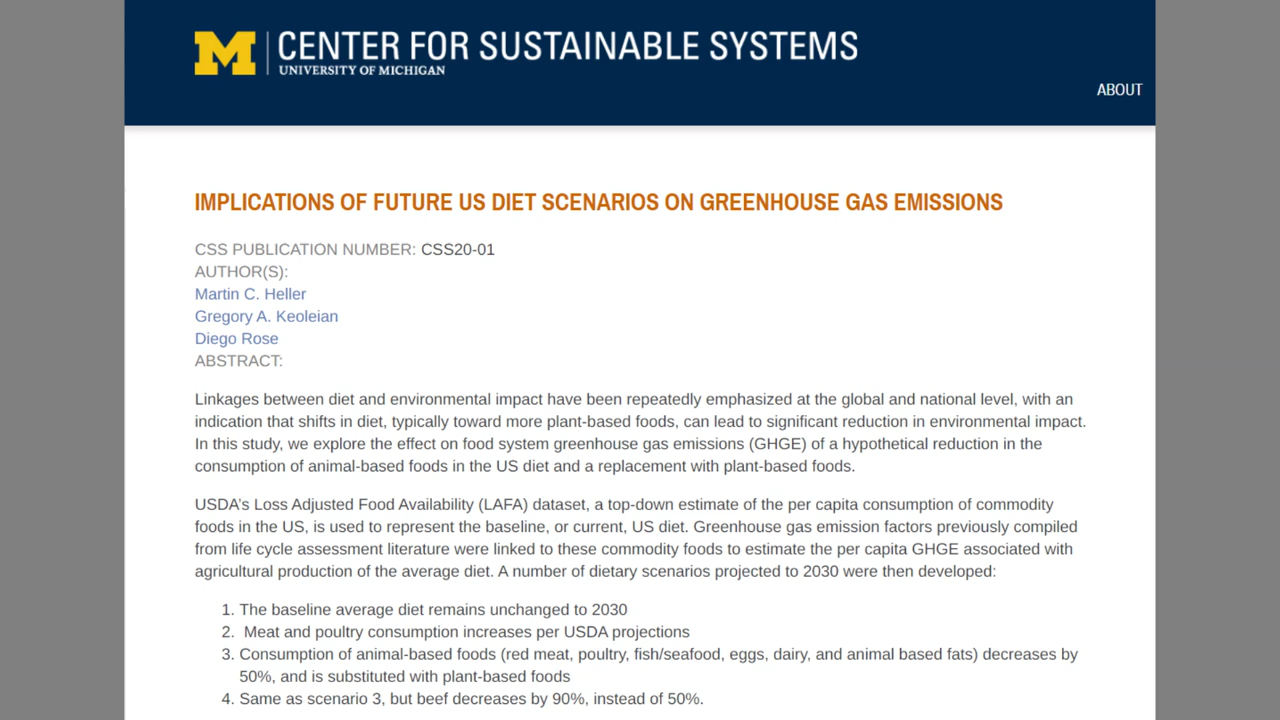 M CENTER FOR SUSTAINABLE SYSTEMS
UNIVERSITY OF MICHIGAN
ABOUT
IMPLICATIONS OF FUTURE US DIET SCENARIOS ON GREENHOUSE GAS EMISSIONS
CSS PUBLICATION NUMBER: CSS20-01
AUTHOR(S):
Martin C. Heller
Gregory A. Keoleian
Diego Rose
ABSTRACT:
Linkages between diet and environmental impact have been repeatedly emphasized at the global and national level, with an
indication that shifts in diet, typically toward more plant-based foods, can lead to significant reduction in environmental impact.
In this study, we explore the effect on food system greenhouse gas emissions (GHGE) of a hypothetical reduction in the
consumption of animal-based foods in the US diet and a replacement with plant-based foods.
USDA’s Loss Adjusted Food Availability (LAFA) dataset, a top-down estimate of the per capita consumption of commodity
foods in the US, is used to represent the baseline, or current, US diet. Greenhouse gas emission factors previously compiled
from life cycle assessment literature were linked to these commodity foods to estimate the per capita GHGE associated with
agricultural production of the average diet. A number of dietary scenarios projected to 2030 were then developed:
1. The baseline average diet remains unchanged to 2030
2. Meat and poultry consumption increases per USDA projections
3. Consumption of animal-based foods (red meat, poultry, fish/seafood, eggs, dairy, and animal based fats) decreases by
50%, and is substituted with plant-based foods
4. Same as scenario 3, but beef decreases by 90%, instead of 50%.